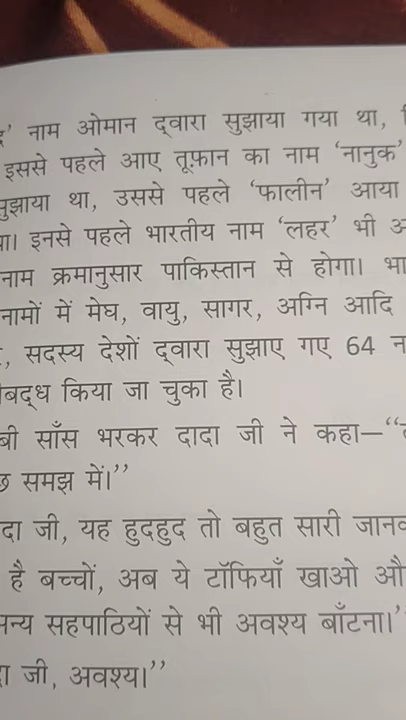 नाम ओमान द्वारा सुझाया गया था,
इससे पहले आए तूफ़ान का नाम ‘नानुक’
था, उससे पहले ‘फालीन’ आया
इनसे पहले भारतीय नाम ‘लहर’ भी
नाम क्रमानुसार पाकिस्तान से होगा।
नामों में मेघ, वायु, सागर, अग्नि आदि
सदस्य देशों द्वारा सुझाए गए 64
किया जा चुका है।
साँस भरकर दादा जी ने कहा—“
समझ में।”
जी, यह हुदहुद तो बहुत सारी
है बच्चों, अब ये टॉफियाँ खाओ
सहपाठियों से भी अवश्य बाँटना।’
जी, अवश्य।”